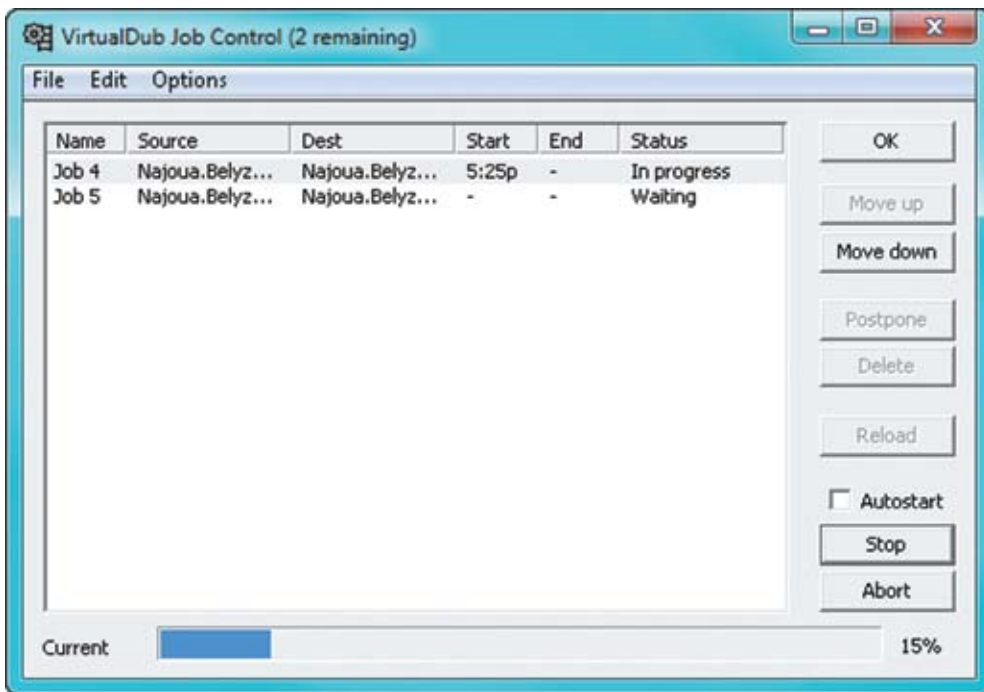 VirtualDub Job Control (2 remaining)
File Edit Options
Name Source Dest Start End Status
Job 4 Najoua.Belyz... Najoua.Belyz... 5:25p - In progress
Job 5 Najoua.Belyz... Najoua.Belyz... - - Waiting
OK
Move up
Move down
Postpone
Delete
Reload
Autostart
Stop
Abort
Current 15%